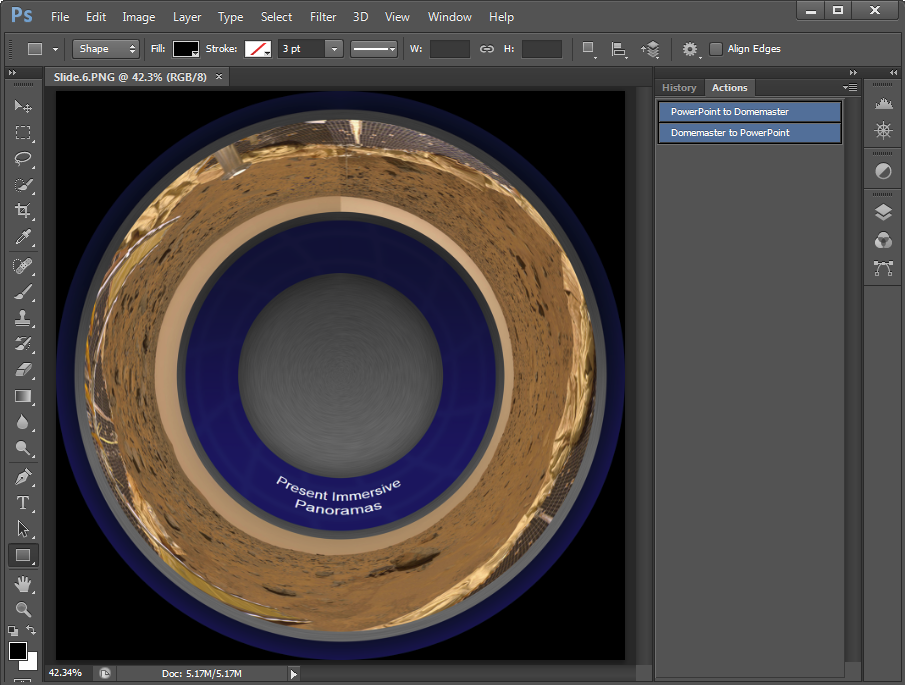 Ps File Edit Image Layer Type Select Filter 3D View Window Help
Shape Fill: Stroke: 3 pt W: H: Align Edges
Slide.6.PNG @ 42.3% (RGB/8) ×
History Actions
PowerPoint to Domemaster
Domemaster to PowerPoint
Present Immersive
Panoramas
42.34% Doc: 5.17M/5.17M